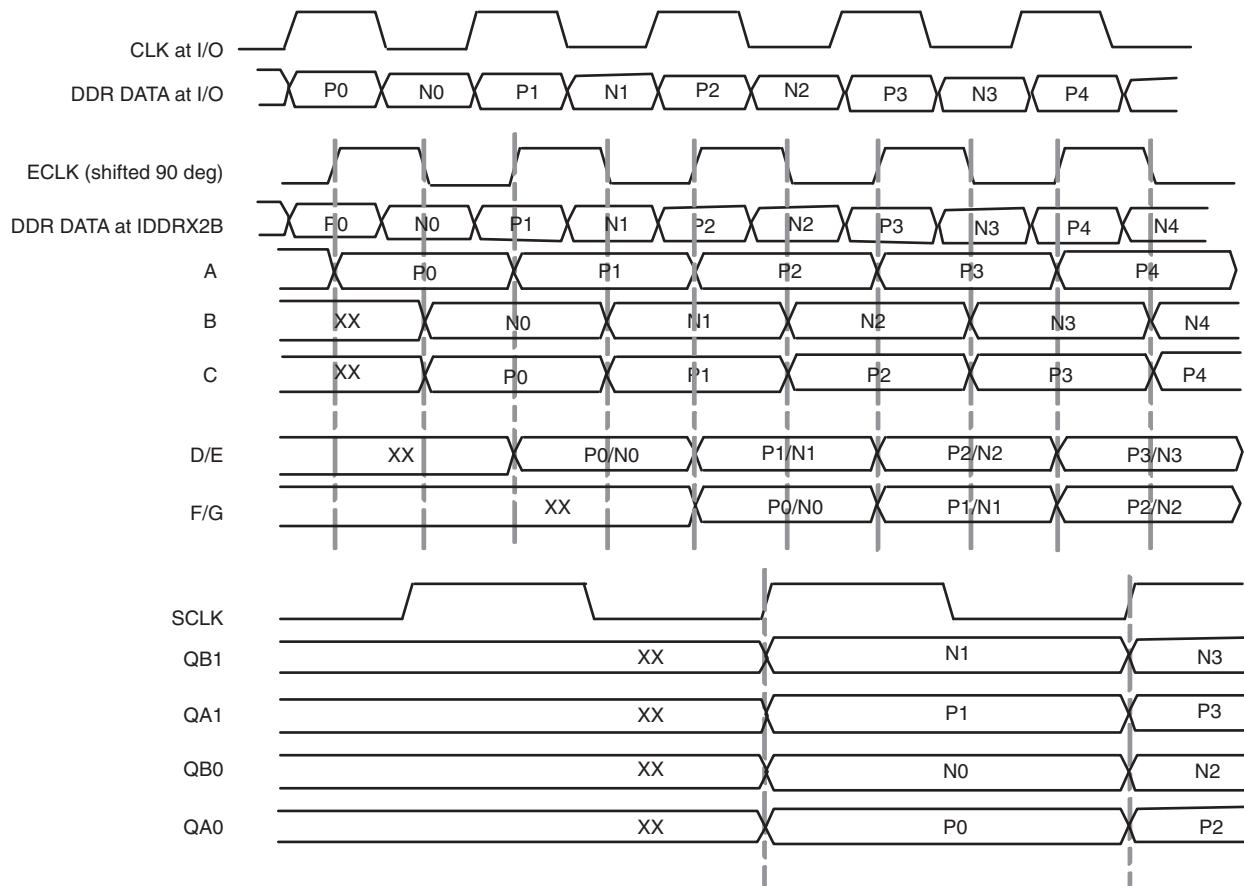 CLK at I/O
DDR DATA at I/O P0 N0 P1 N1 P2 N2 P3 N3 P4
ECLK (shifted 90 deg)
DDR DATA at IDDRX2B P0 N0 P1 N1 P2 N2 P3 N3 P4 N4
A P0 P1 P2 P3 P4
B XX N0 N1 N2 N3 N4
C XX P0 P1 P2 P3 P4
D/E XX P0/N0 P1/N1 P2/N2 P3/N3
F/G XX P0/N0 P1/N1 P2/N2
SCLK
QB1 XX N1 N3
QA1 XX P1 P3
QB0 XX N0 N2
QA0 XX P0 P2